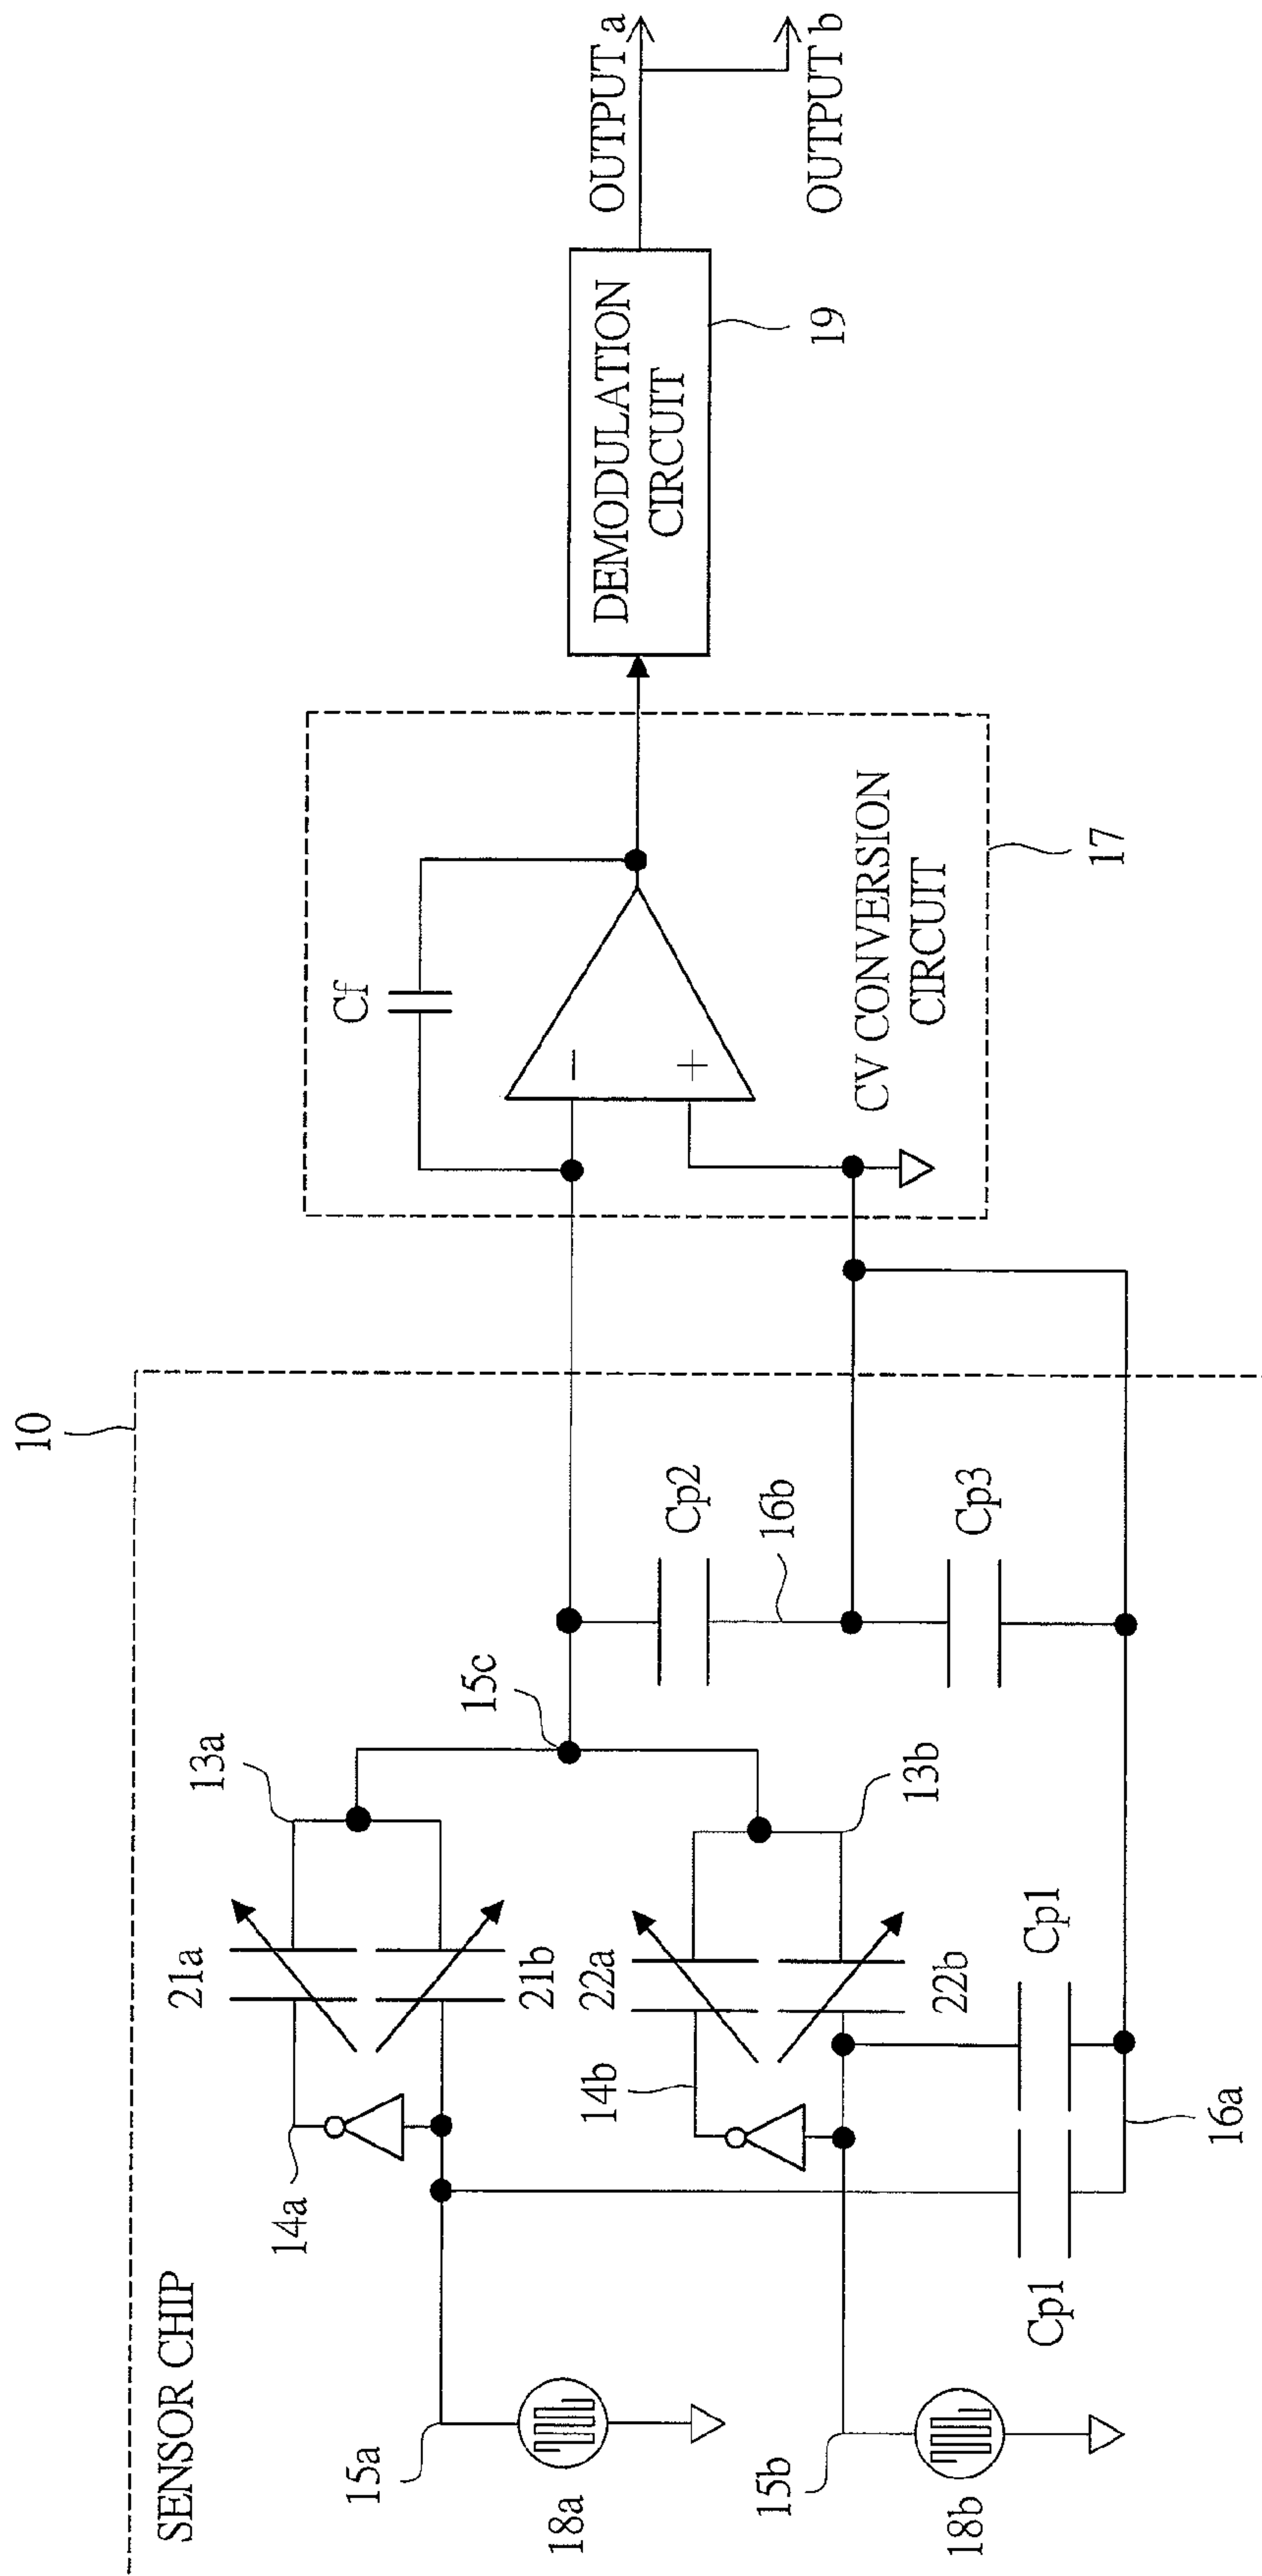 SENSOR CHIP
10
14a
21a
13a
15a
21b
15c
18a
14b
22a
13b
15b
22b
18b
Cp2
16b
Cp3
Cp1
Cp1
16a
Cf
−
+
CV CONVERSION
CIRCUIT
17
DEMODULATION
CIRCUIT
19
OUTPUT a
OUTPUT b